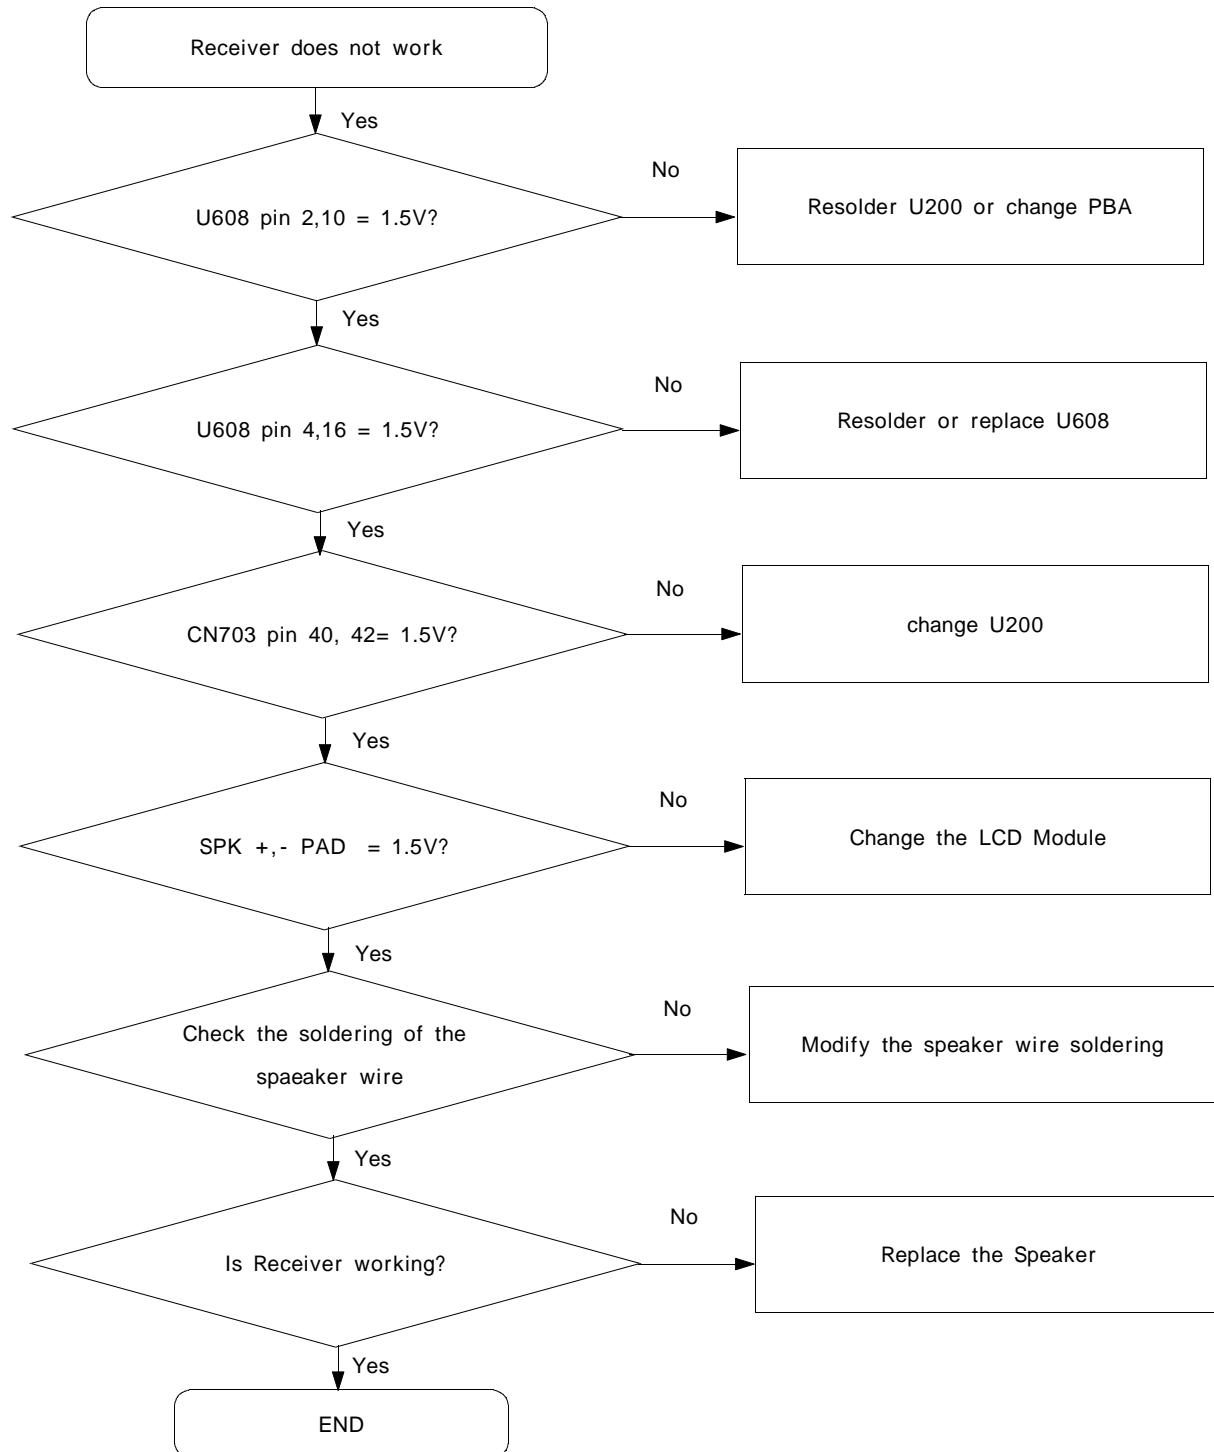 Receiver does not work
Yes
U608 pin 2,10 = 1.5V?
No
Resolder U200 or change PBA
Yes
U608 pin 4,16 = 1.5V?
No
Resolder or replace U608
Yes
CN703 pin 40, 42= 1.5V?
No
change U200
Yes
SPK +,- PAD = 1.5V?
No
Change the LCD Module
Yes
Check the soldering of the
spaeaker wire
No
Modify the speaker wire soldering
Yes
Is Receiver working?
No
Replace the Speaker
Yes
END